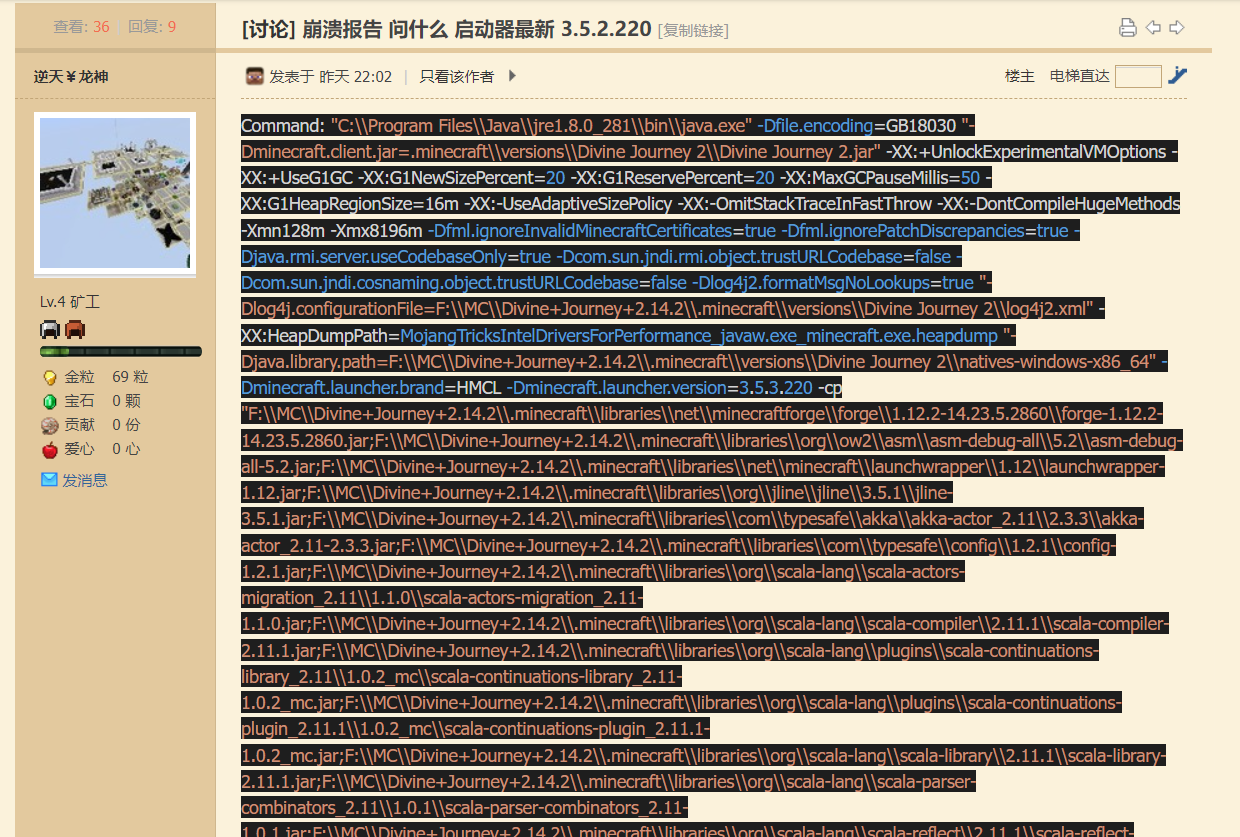 查看: 36 | 回复: 9
[讨论] 崩溃报告 问什么 启动器最新 3.5.2.220 [复制链接]
逆天￥龙神
发表于 昨天 22:02 | 只看该作者
楼主 电梯直达
Lv.4 矿工
金粒 69 粒
宝石 0 颗
贡献 0 份
爱心 0 心
发消息
Command: "C:\\Program Files\\Java\\jre1.8.0_281\\bin\\java.exe" -Dfile.encoding=GB18030 "-
Dminecraft.client.jar=.minecraft\\versions\\Divine Journey 2\\Divine Journey 2.jar" -XX:+UnlockExperimentalVMOptions -
XX:+UseG1GC -XX:G1NewSizePercent=20 -XX:G1ReservePercent=20 -XX:MaxGCPauseMillis=50 -
XX:G1HeapRegionSize=16m -XX:-UseAdaptiveSizePolicy -XX:-OmitStackTraceInFastThrow -XX:-DontCompileHugeMethods
-Xmn128m -Xmx8196m -Dfml.ignoreInvalidMinecraftCertificates=true -Dfml.ignorePatchDiscrepancies=true -
Djava.rmi.server.useCodebaseOnly=true -Dcom.sun.jndi.rmi.object.trustURLCodebase=false -
Dcom.sun.jndi.cosnaming.object.trustURLCodebase=false -Dlog4j2.formatMsgNoLookups=true "-
Dlog4j.configurationFile=F:\\MC\\Divine+Journey+2.14.2\\.minecraft\\versions\\Divine Journey 2\\log4j2.xml" -
XX:HeapDumpPath=MojangTricksIntelDriversForPerformance_javaw.exe_minecraft.exe.heapdump "-
Djava.library.path=F:\\MC\\Divine+Journey+2.14.2\\.minecraft\\versions\\Divine Journey 2\\natives-windows-x86_64" -
Dminecraft.launcher.brand=HMCL -Dminecraft.launcher.version=3.5.3.220 -cp
"F:\\MC\\Divine+Journey+2.14.2\\.minecraft\\libraries\\net\\minecraftforge\\forge\\1.12.2-14.23.5.2860\\forge-1.12.2-
14.23.5.2860.jar;F:\\MC\\Divine+Journey+2.14.2\\.minecraft\\libraries\\org\\ow2\\asm\\asm-debug-all\\5.2\\asm-debug-
all-5.2.jar;F:\\MC\\Divine+Journey+2.14.2\\.minecraft\\libraries\\net\\minecraft\\launchwrapper\\1.12\\launchwrapper-
1.12.jar;F:\\MC\\Divine+Journey+2.14.2\\.minecraft\\libraries\\org\\jline\\jline\\3.5.1\\jline-
3.5.1.jar;F:\\MC\\Divine+Journey+2.14.2\\.minecraft\\libraries\\com\\typesafe\\akka\\akka-actor_2.11\\2.3.3\\akka-
actor_2.11-2.3.3.jar;F:\\MC\\Divine+Journey+2.14.2\\.minecraft\\libraries\\com\\typesafe\\config\\1.2.1\\config-
1.2.1.jar;F:\\MC\\Divine+Journey+2.14.2\\.minecraft\\libraries\\org\\scala-lang\\scala-actors-
migration_2.11\\1.1.0\\scala-actors-migration_2.11-
1.1.0.jar;F:\\MC\\Divine+Journey+2.14.2\\.minecraft\\libraries\\org\\scala-lang\\scala-compiler\\2.11.1\\scala-compiler-
2.11.1.jar;F:\\MC\\Divine+Journey+2.14.2\\.minecraft\\libraries\\org\\scala-lang\\plugins\\scala-continuations-
library_2.11\\1.0.2_mc\\scala-continuations-library_2.11-
1.0.2_mc.jar;F:\\MC\\Divine+Journey+2.14.2\\.minecraft\\libraries\\org\\scala-lang\\plugins\\scala-continuations-
plugin_2.11.1\\1.0.2_mc\\scala-continuations-plugin_2.11.1-
1.0.2_mc.jar;F:\\MC\\Divine+Journey+2.14.2\\.minecraft\\libraries\\org\\scala-lang\\scala-library\\2.11.1\\scala-library-
2.11.1.jar;F:\\MC\\Divine+Journey+2.14.2\\.minecraft\\libraries\\org\\scala-lang\\scala-parser-
combinators_2.11\\1.0.1\\scala-parser-combinators_2.11-
1.0.1.jar;F:\\MC\\Divine+Journey+2.14.2\\.minecraft\\libraries\\org\\scala-lang\\scala-reflect\\2.11.1\\scala-reflect-